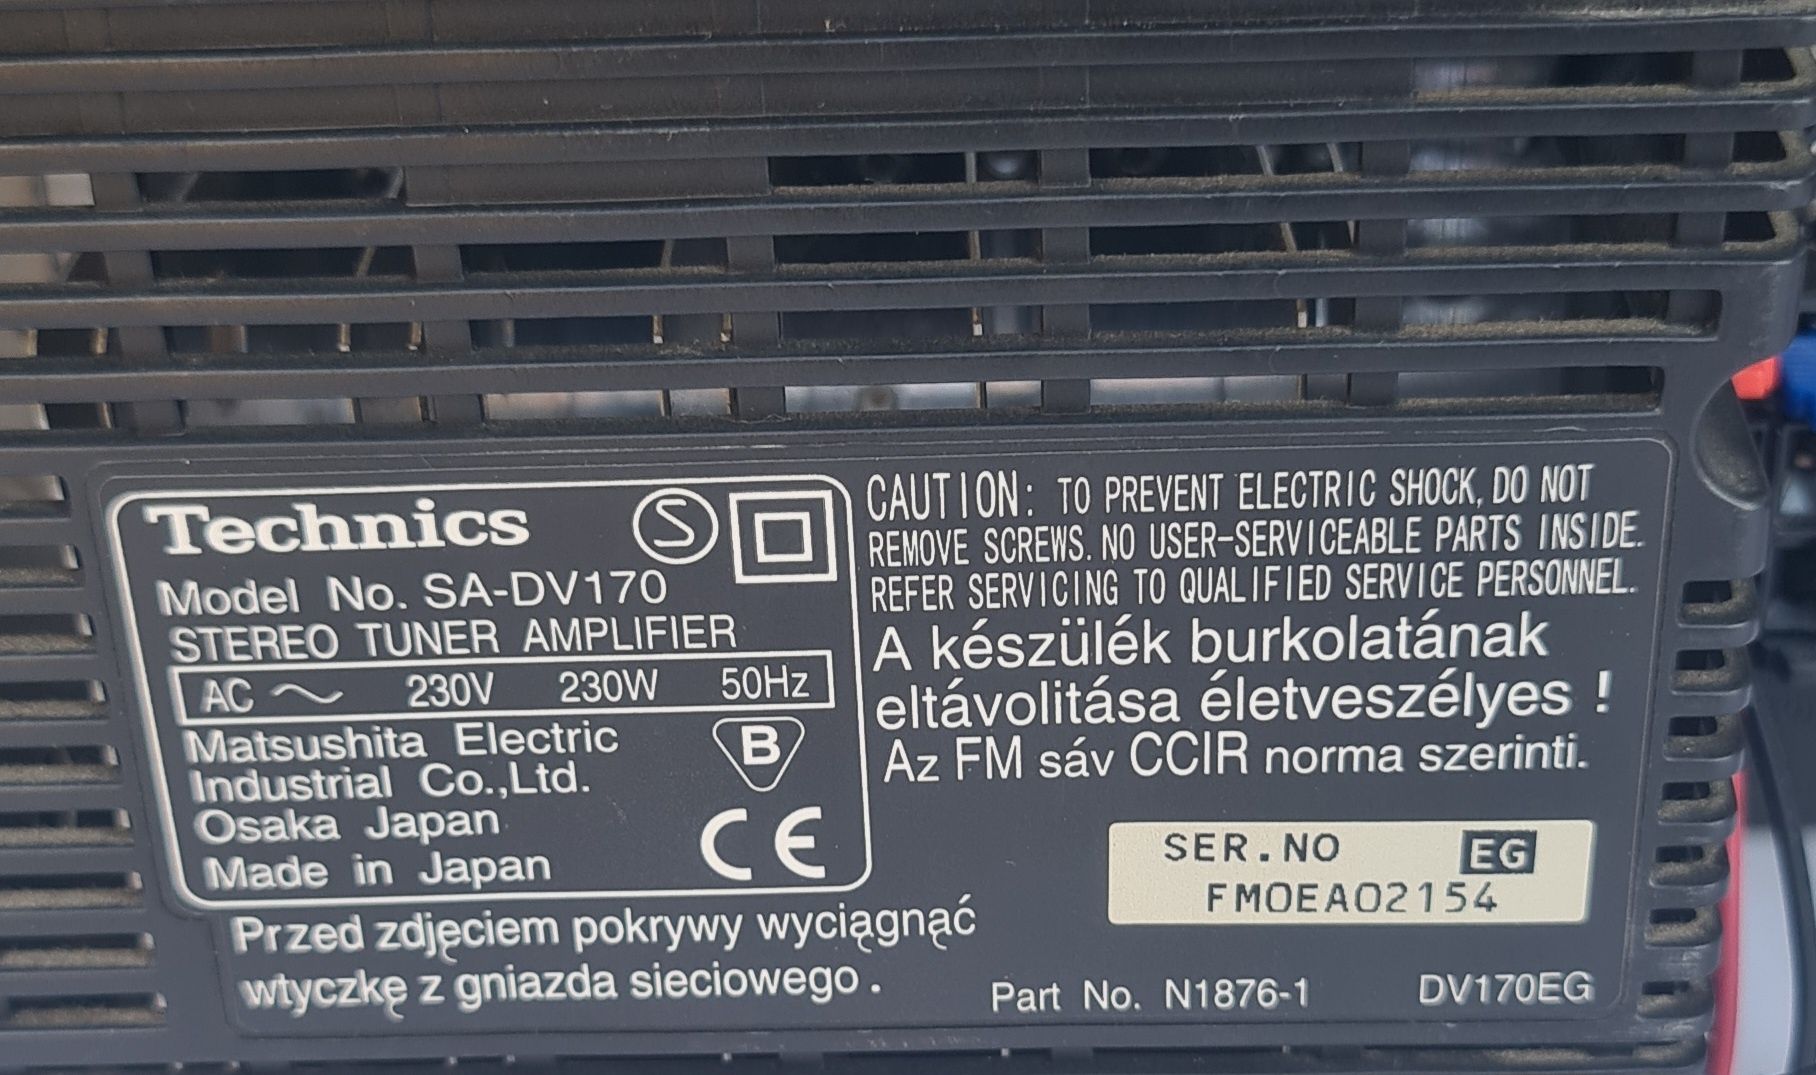 Technics
Model No. SA-DV170
STEREO TUNER AMPLIFIER
AC 230V 230W 50Hz
Matsushita Electric
Industrial Co.,Ltd.
Osaka Japan
Made in Japan
S
B
CE
CAUTION: TO PREVENT ELECTRIC SHOCK, DO NOT
REMOVE SCREWS. NO USER-SERVICEABLE PARTS INSIDE.
REFER SERVICING TO QUALIFIED SERVICE PERSONNEL.
A készülék burkolatának
eltávolitása életveszélyes !
Az FM sáv CCIR norma szerinti.
SER.NO EG
FM0EA02154
Przed zdjęciem pokrywy wyciągnąć
wtyczkę z gniazda sieciowego.
Part No. N1876-1 DV170EG